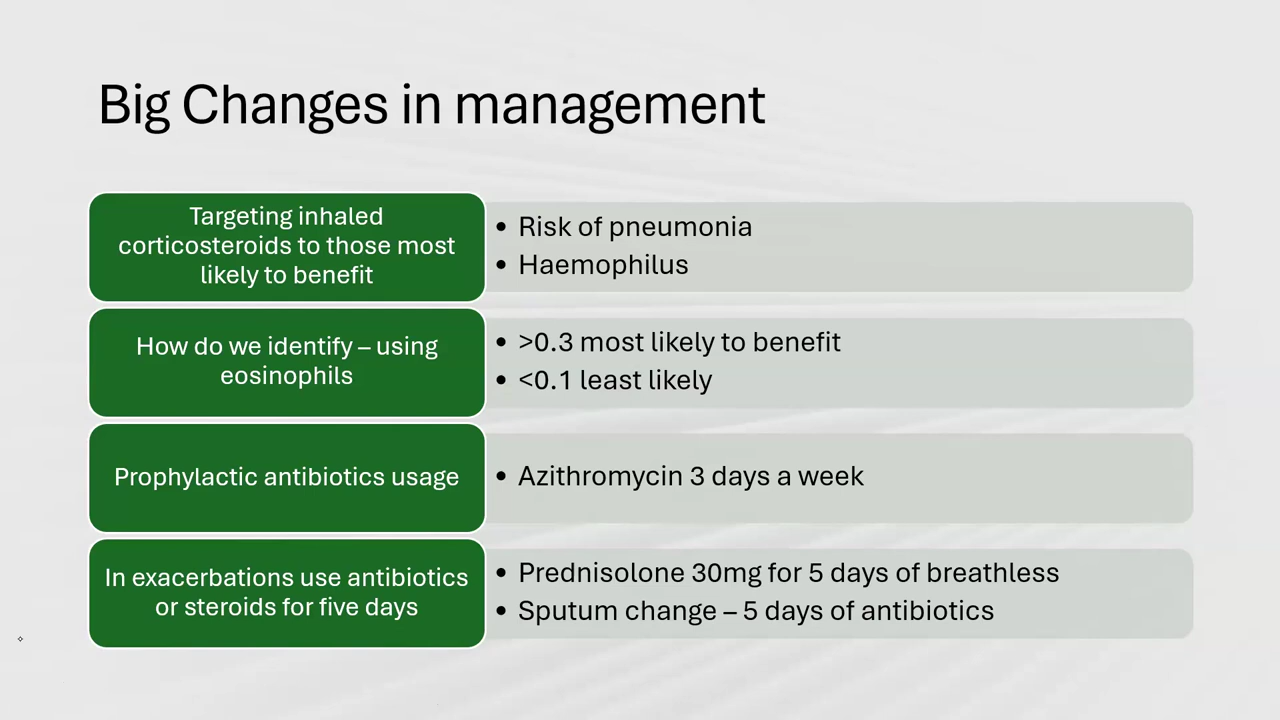 Big Changes in management
Targeting inhaled
corticosteroids to those most
likely to benefit
• Risk of pneumonia
• Haemophilus
How do we identify – using
eosinophils
• >0.3 most likely to benefit
• <0.1 least likely
Prophylactic antibiotics usage
• Azithromycin 3 days a week
In exacerbations use antibiotics
or steroids for five days
• Prednisolone 30mg for 5 days of breathless
• Sputum change – 5 days of antibiotics